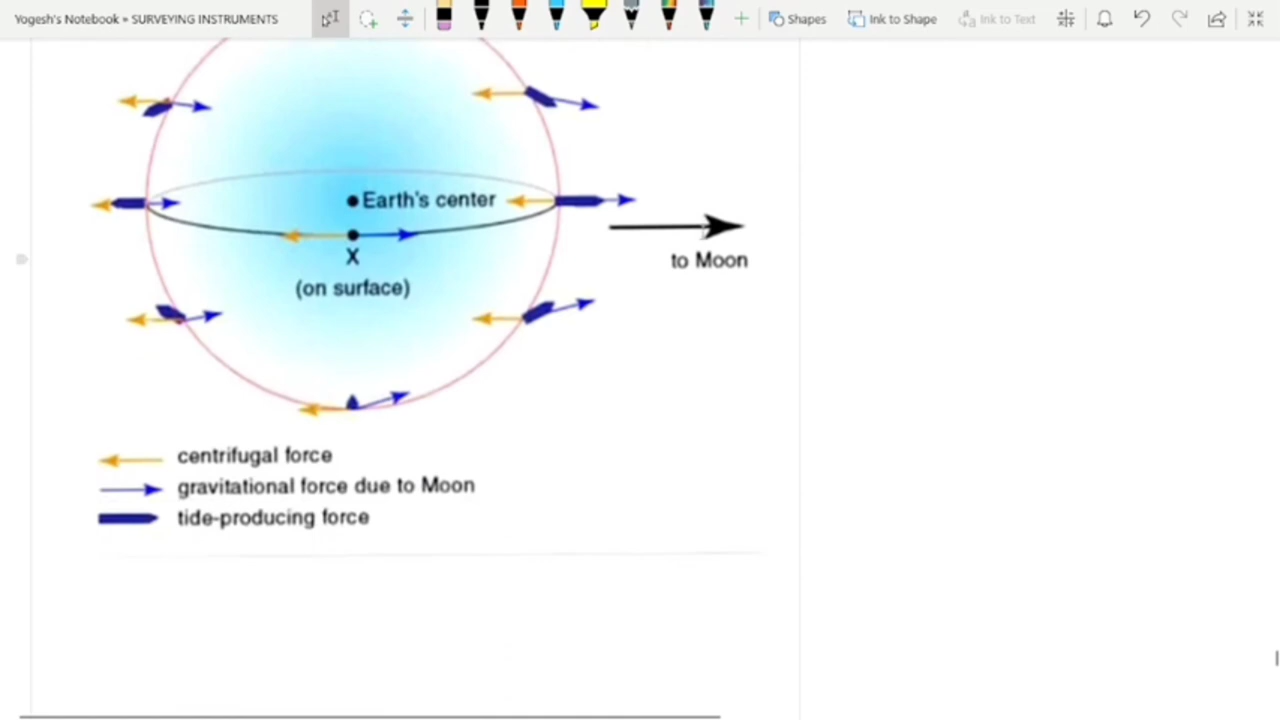 Yogesh's Notebook » SURVEYING INSTRUMENTS
Shapes
Ink to Shape
Ink to Text
Earth's center
X
(on surface)
to Moon
centrifugal force
gravitational force due to Moon
tide-producing force